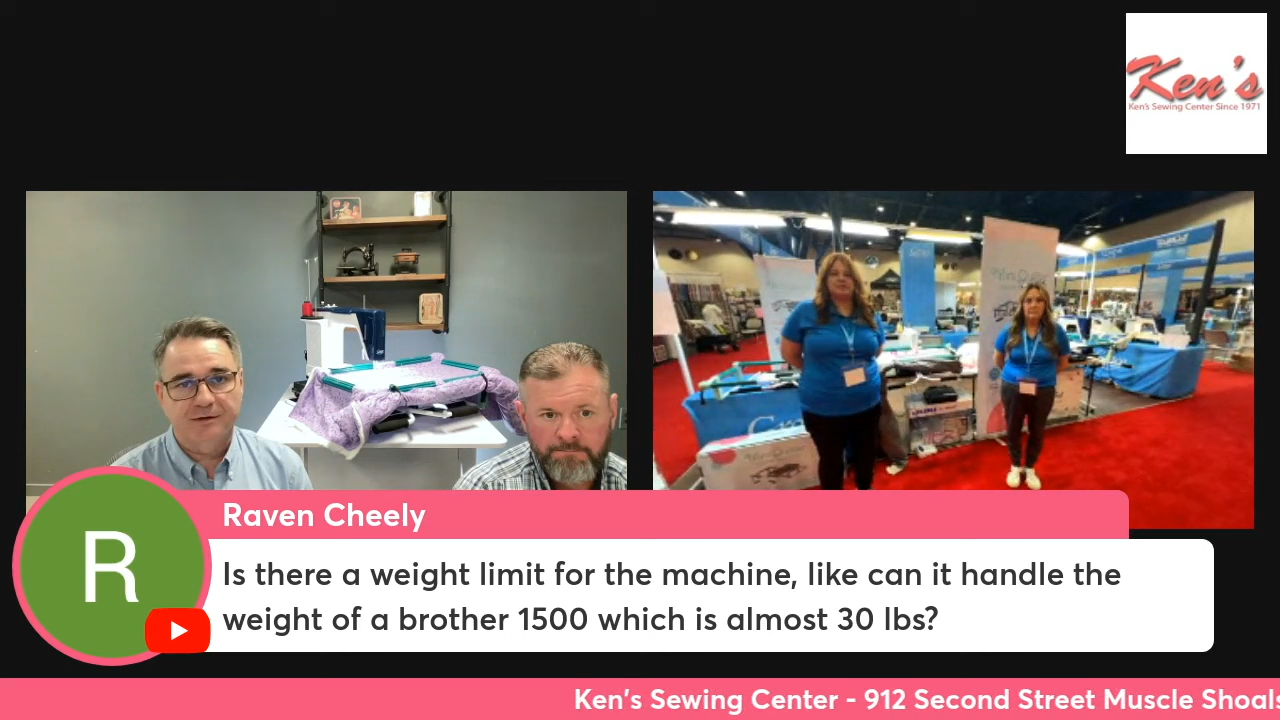 Ken's
Ken's Sewing Center Since 1971
Raven Cheely
R
Is there a weight limit for the machine, like can it handle the
weight of a brother 1500 which is almost 30 lbs?
Ken's Sewing Center - 912 Second Street Muscle Shoals